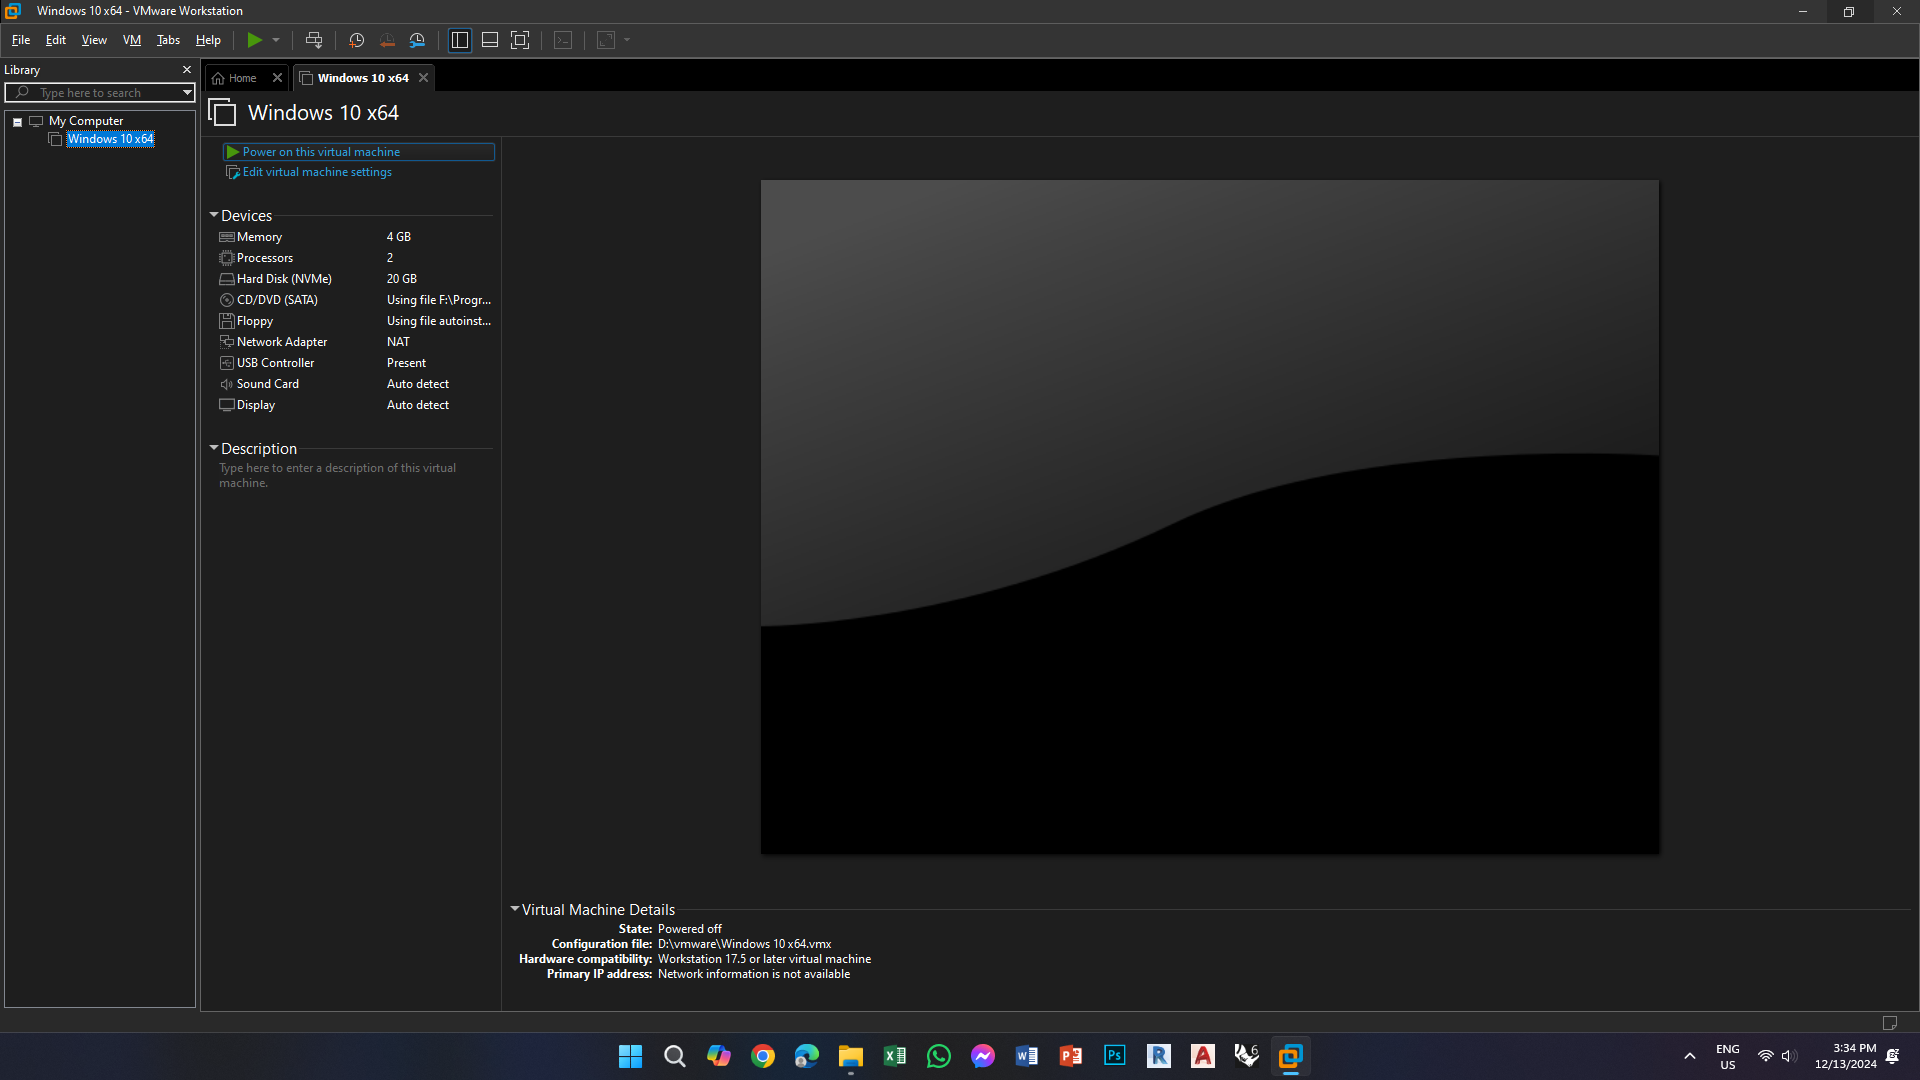 Windows 10 x64 - VMware Workstation
File Edit View VM Tabs Help
Library
Type here to search
My Computer
Windows 10 x64
Home
Windows 10 x64
Windows 10 x64
Power on this virtual machine
Edit virtual machine settings
Devices
Memory 4 GB
Processors 2
Hard Disk (NVMe) 20 GB
CD/DVD (SATA) Using file F:\Progr...
Floppy Using file autoinst...
Network Adapter NAT
USB Controller Present
Sound Card Auto detect
Display Auto detect
Description
Type here to enter a description of this virtual
machine.
Virtual Machine Details
State: Powered off
Configuration file: D:\vmware\Windows 10 x64.vmx
Hardware compatibility: Workstation 17.5 or later virtual machine
Primary IP address: Network information is not available
Ps
6
ENG
US
3:34 PM
12/13/2024